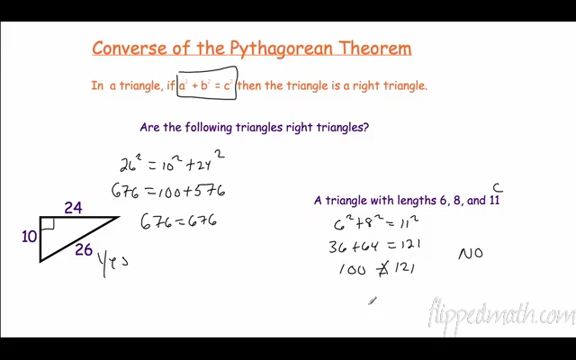 Converse of the Pythagorean Theorem
In a triangle, if a² + b² = c² then the triangle is a right triangle.
Are the following triangles right triangles?
26² = 10² + 24²
676 = 100 + 576
676 = 676
24
10
26
Yes
C
A triangle with lengths 6, 8, and 11
6² + 8² = 11²
36 + 64 = 121
100 ≠ 121
NO
flippedmath.com